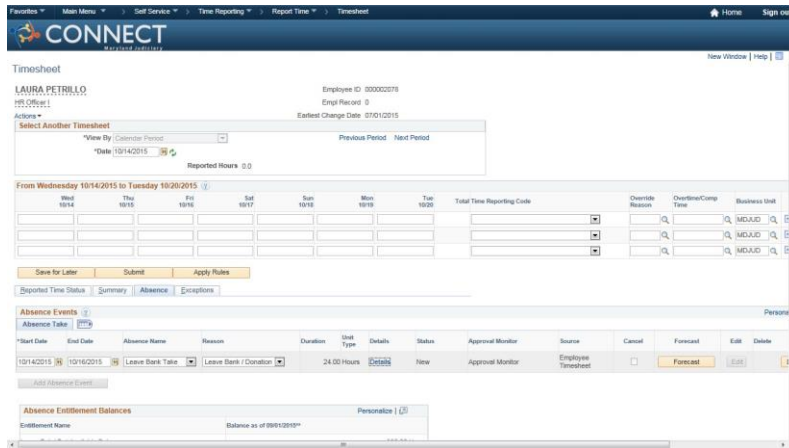 Favorites Main Menu > Self Service > Time Reporting > Report Time > Timesheet Home Sign ou
CONNECT
Maryland Judiciary
New Window | Help |
Timesheet
LAURA PETRILLO Employee ID 000002078
HR Officer I Empl Record 0
Actions Earliest Change Date 07/01/2015
Select Another Timesheet
*View By Calendar Period Previous Period Next Period
*Date 10/14/2015
Reported Hours 0.0
From Wednesday 10/14/2015 to Tuesday 10/20/2015
Wed 10/14 Thu 10/15 Fri 10/16 Sat 10/17 Sun 10/18 Mon 10/19 Tue 10/20 Total Time Reporting Code Override Reason Overtime/Comp Time Business Unit
MDJUD
MDJUD
MDJUD
Save for Later Submit Apply Rules
Reported Time Status Summary Absence Exceptions
Absence Events Persona
Absence Take
*Start Date End Date Absence Name Reason Duration Unit Type Details Status Approval Monitor Source Cancel Forecast Edit Delete
10/14/2015 10/16/2015 Leave Bank Take Leave Bank / Donation 24.00 Hours Details New Approval Monitor Employee Timesheet Forecast Edit
Add Absence Event
Absence Entitlement Balances Personalize |
Entitlement Name Balance as of 09/01/2015**